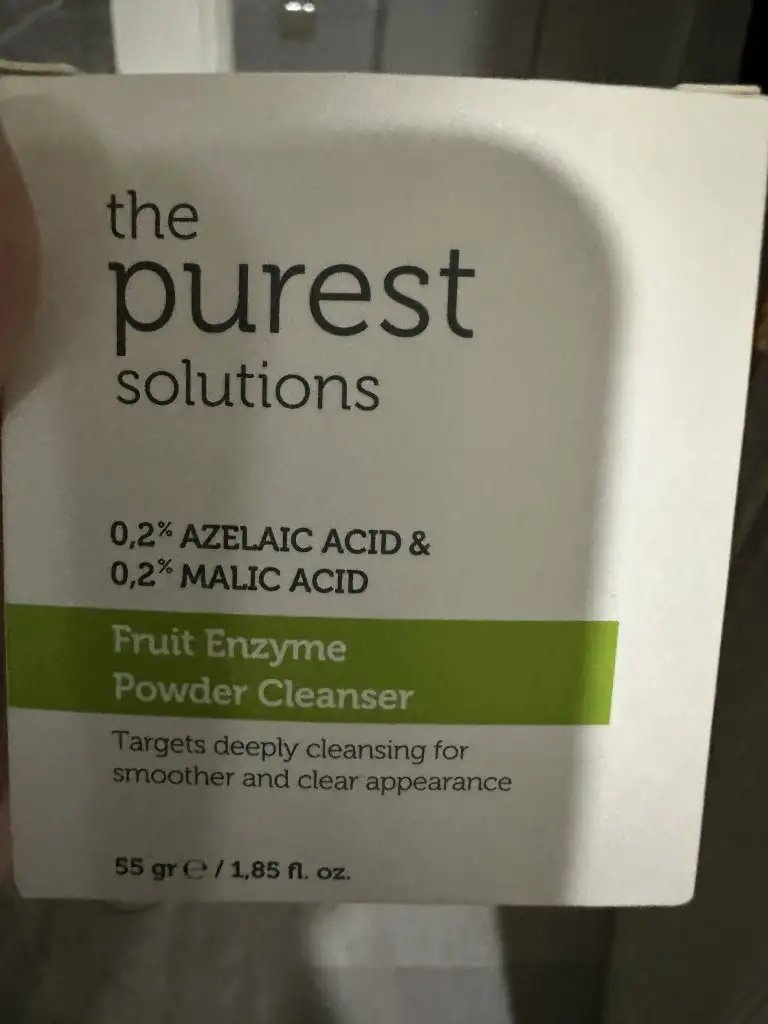 the
purest
solutions
0,2% AZELAIC ACID &
0,2% MALIC ACID
Fruit Enzyme
Powder Cleanser
Targets deeply cleansing for
smoother and clear appearance
55 gr ℮ / 1,85 fl. oz.